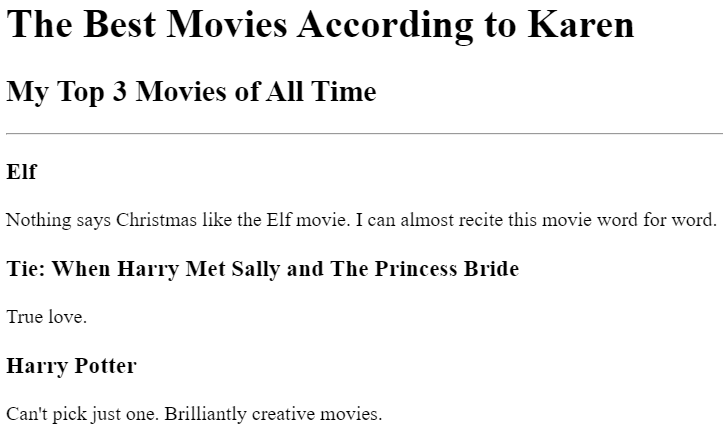 The Best Movies According to Karen
My Top 3 Movies of All Time
Elf
Nothing says Christmas like the Elf movie. I can almost recite this movie word for word.
Tie: When Harry Met Sally and The Princess Bride
True love.
Harry Potter
Can't pick just one. Brilliantly creative movies.